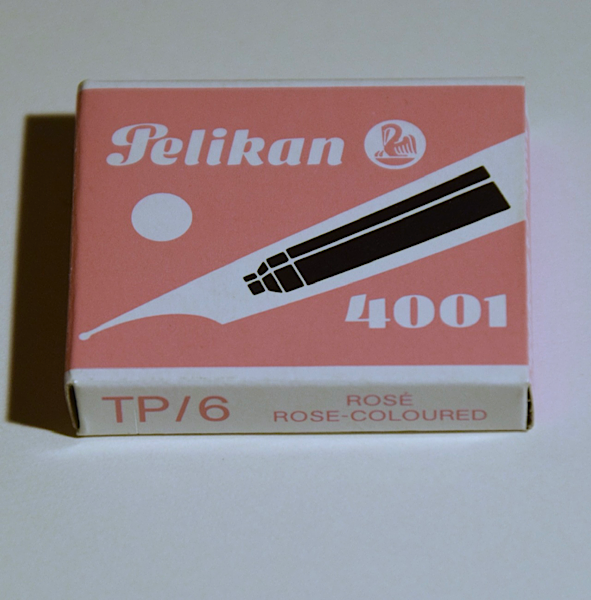 Pelikan
4001
TP/6
ROSÉ
ROSE-COLOURED